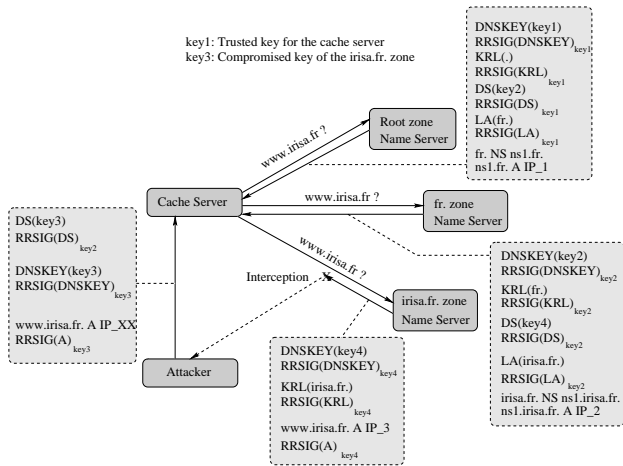 key1: Trusted key for the cache server
key3: Compromised key of the irisa.fr. zone
DNSKEY(key1)
RRSIG(DNSKEY) key1
KRL(.)
RRSIG(KRL) key1
DS(key2)
RRSIG(DS) key1
LA(fr.)
RRSIG(LA) key1
fr. NS ns1.fr.
ns1.fr. A IP_1
www.irisa.fr ?
Root zone
Name Server
Cache Server
www.irisa.fr ?
fr. zone
Name Server
DS(key3)
RRSIG(DS) key2
DNSKEY(key3)
RRSIG(DNSKEY) key3
www.irisa.fr. A IP_XX
RRSIG(A) key3
www.irisa.fr ?
Interception
X
irisa.fr. zone
Name Server
DNSKEY(key2)
RRSIG(DNSKEY) key2
KRL(fr.)
RRSIG(KRL) key2
DS(key4)
RRSIG(DS) key2
LA(irisa.fr.)
RRSIG(LA) key2
irisa.fr. NS ns1.irisa.fr.
ns1.irisa.fr. A IP_2
Attacker
DNSKEY(key4)
RRSIG(DNSKEY) key4
KRL(irisa.fr.)
RRSIG(KRL) key4
www.irisa.fr. A IP_3
RRSIG(A) key4